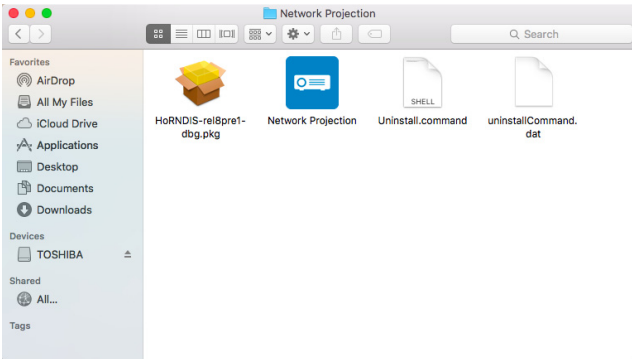 Network Projection
Search
Favorites
AirDrop
All My Files
iCloud Drive
Applications
Desktop
Documents
Downloads
Devices
TOSHIBA
Shared
All...
Tags
HoRNDIS-rel8pre1-
dbg.pkg
Network Projection
SHELL
Uninstall.command
uninstallCommand.
dat